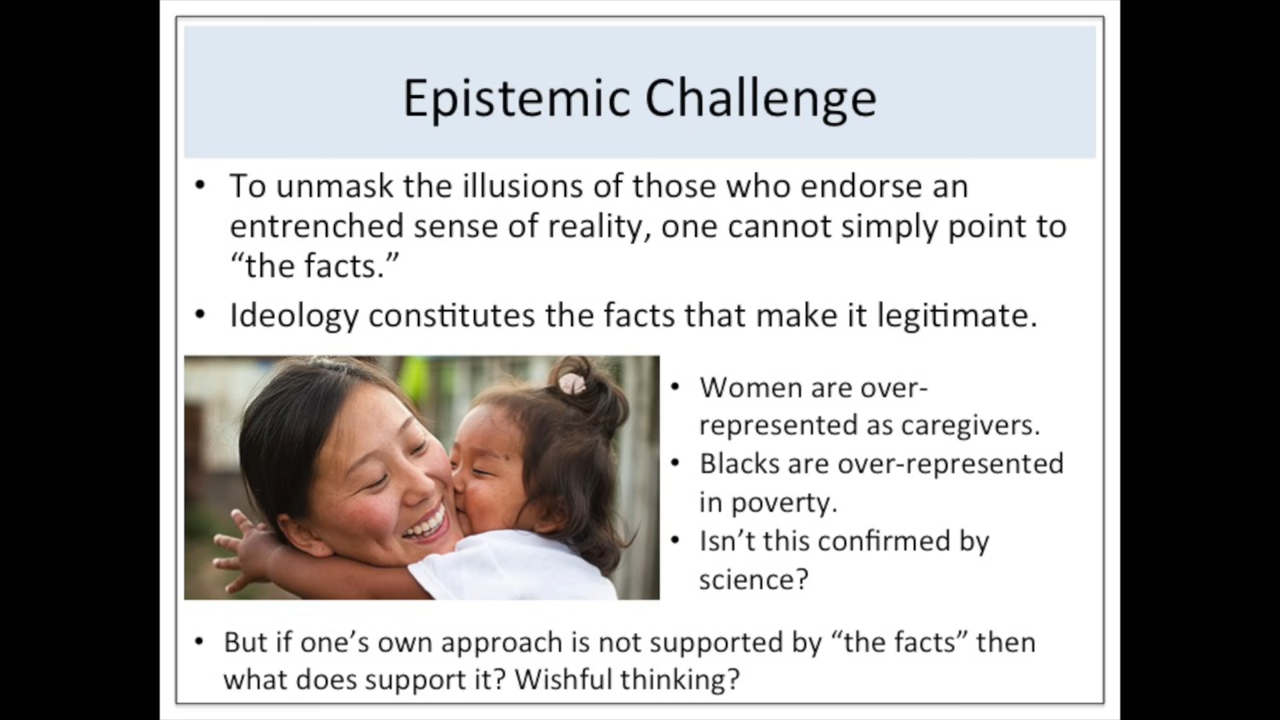 Epistemic Challenge
• To unmask the illusions of those who endorse an
entrenched sense of reality, one cannot simply point to
“the facts.”
• Ideology constitutes the facts that make it legitimate.
• Women are over-
represented as caregivers.
• Blacks are over-represented
in poverty.
• Isn’t this confirmed by
science?
• But if one’s own approach is not supported by “the facts” then
what does support it? Wishful thinking?